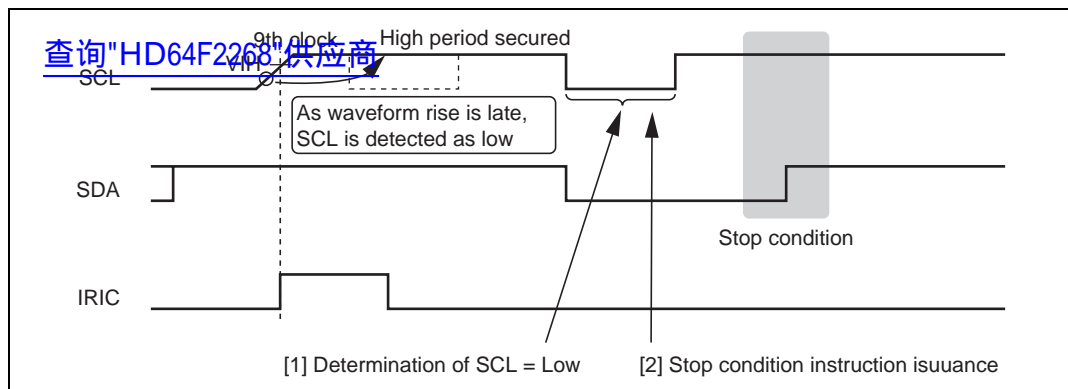 9th clock
High period secured
查询"HD64F2268"供应商
VIH
SCL
As waveform rise is late,
SCL is detected as low
SDA
Stop condition
IRIC
[1] Determination of SCL = Low
[2] Stop condition instruction isuuance